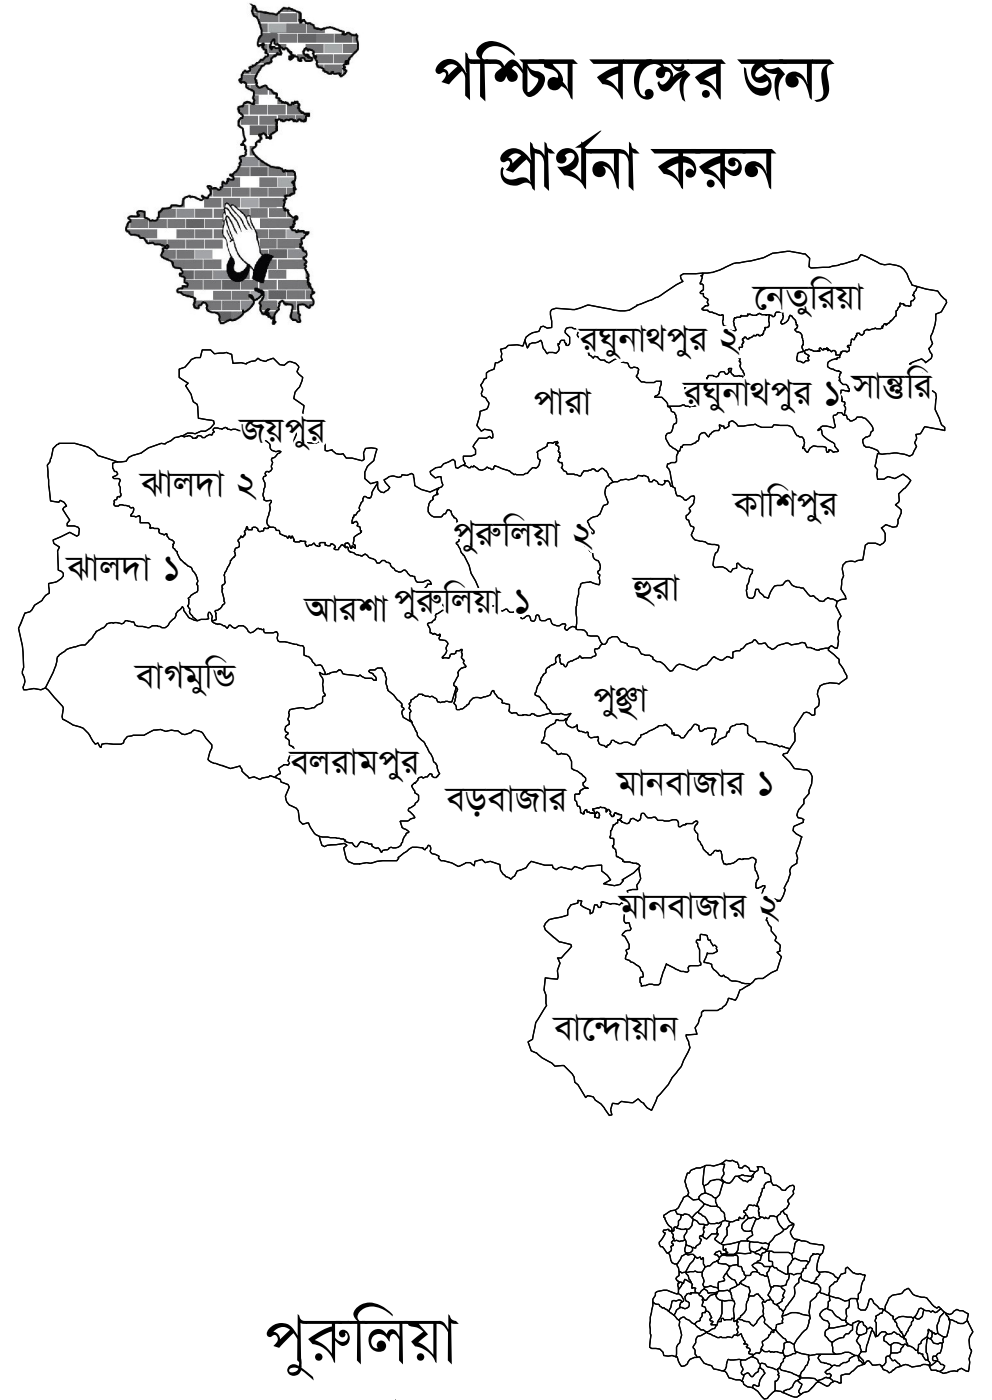 পশ্চিম বঙ্গের জন্য
প্রার্থনা করুন
নেতুরিয়া
রঘুনাথপুর ২
রঘুনাথপুর ১
সান্তুরি
পারা
জয়পুর
ঝালদা ২
কাশিপুর
পুরুলিয়া ২
ঝালদা ১
হুরা
আরশা
পুরুলিয়া ১
বাগমুন্ডি
পুঞ্ছা
বলরামপুর
মানবাজার ১
বড়বাজার
মানবাজার ২
বান্দোয়ান
পুরুলিয়া